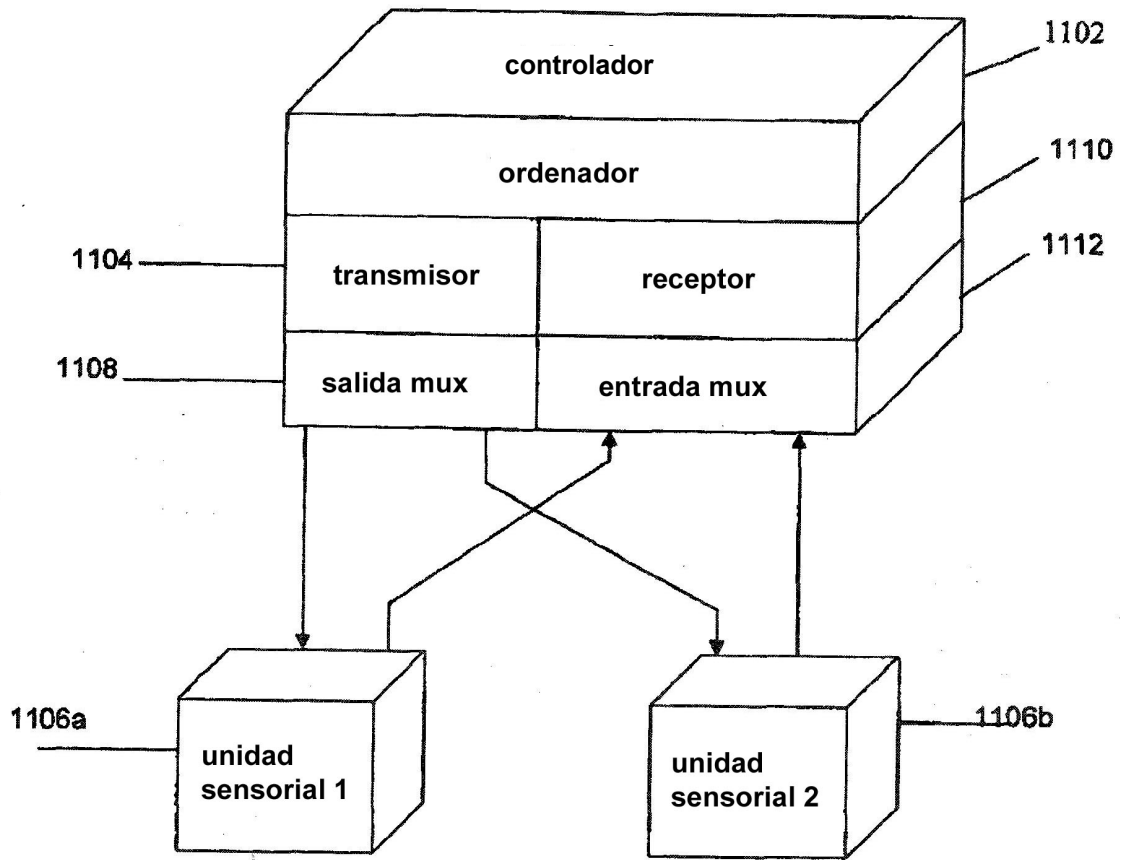 controlador
1102
ordenador
1110
1104
transmisor
receptor
1112
1108
salida mux
entrada mux
1106a
unidad
sensorial 1
unidad
sensorial 2
1106b